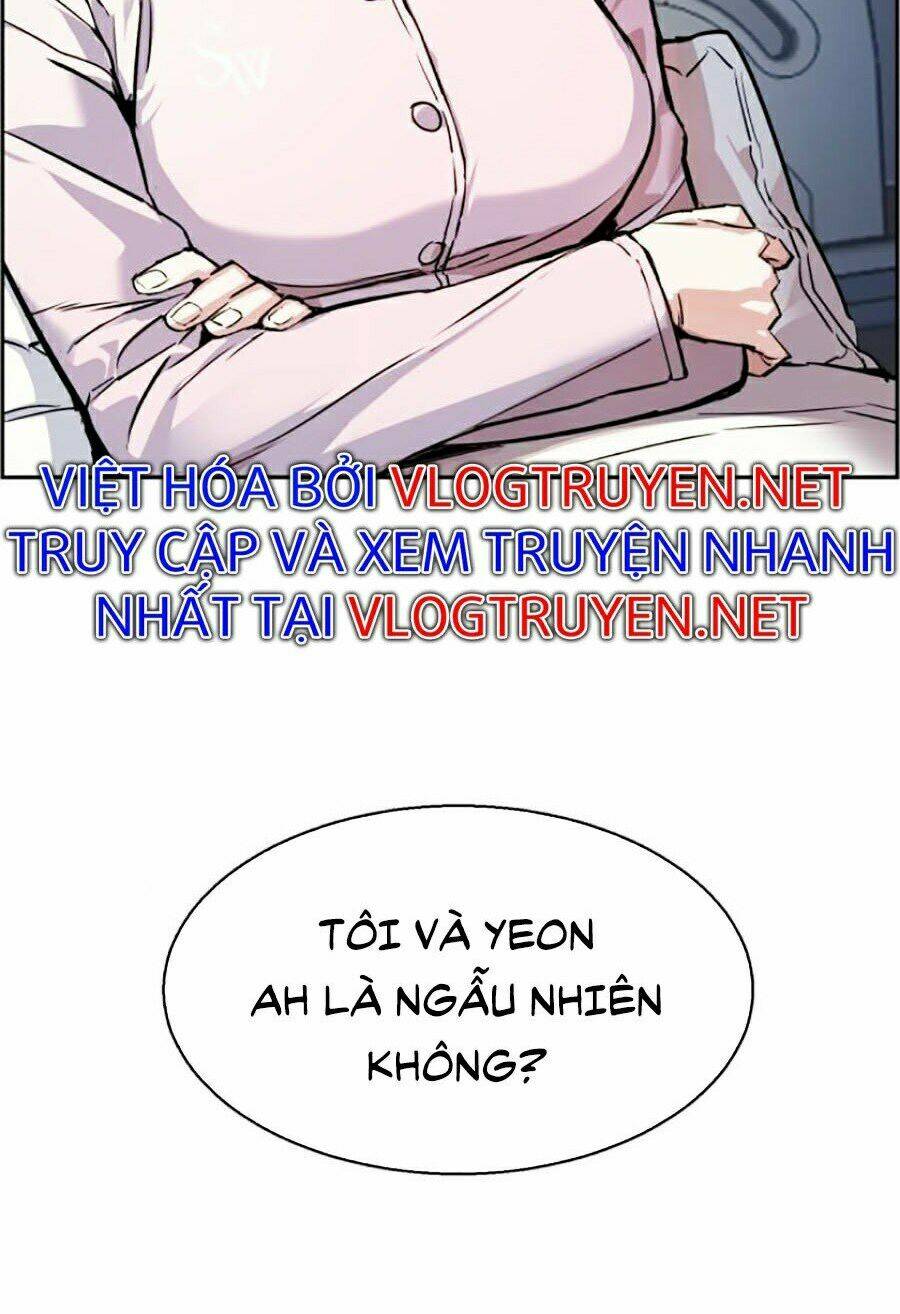 SW
VIỆT HÓA BỞI VLOGTRUYEN.NET
TRUY CẬP VÀ XEM TRUYỆN NHANH
NHẤT TẠI VLOGTRUYEN.NET
TÔI VÀ YEON
AH LÀ NGẪU NHIÊN
KHÔNG?